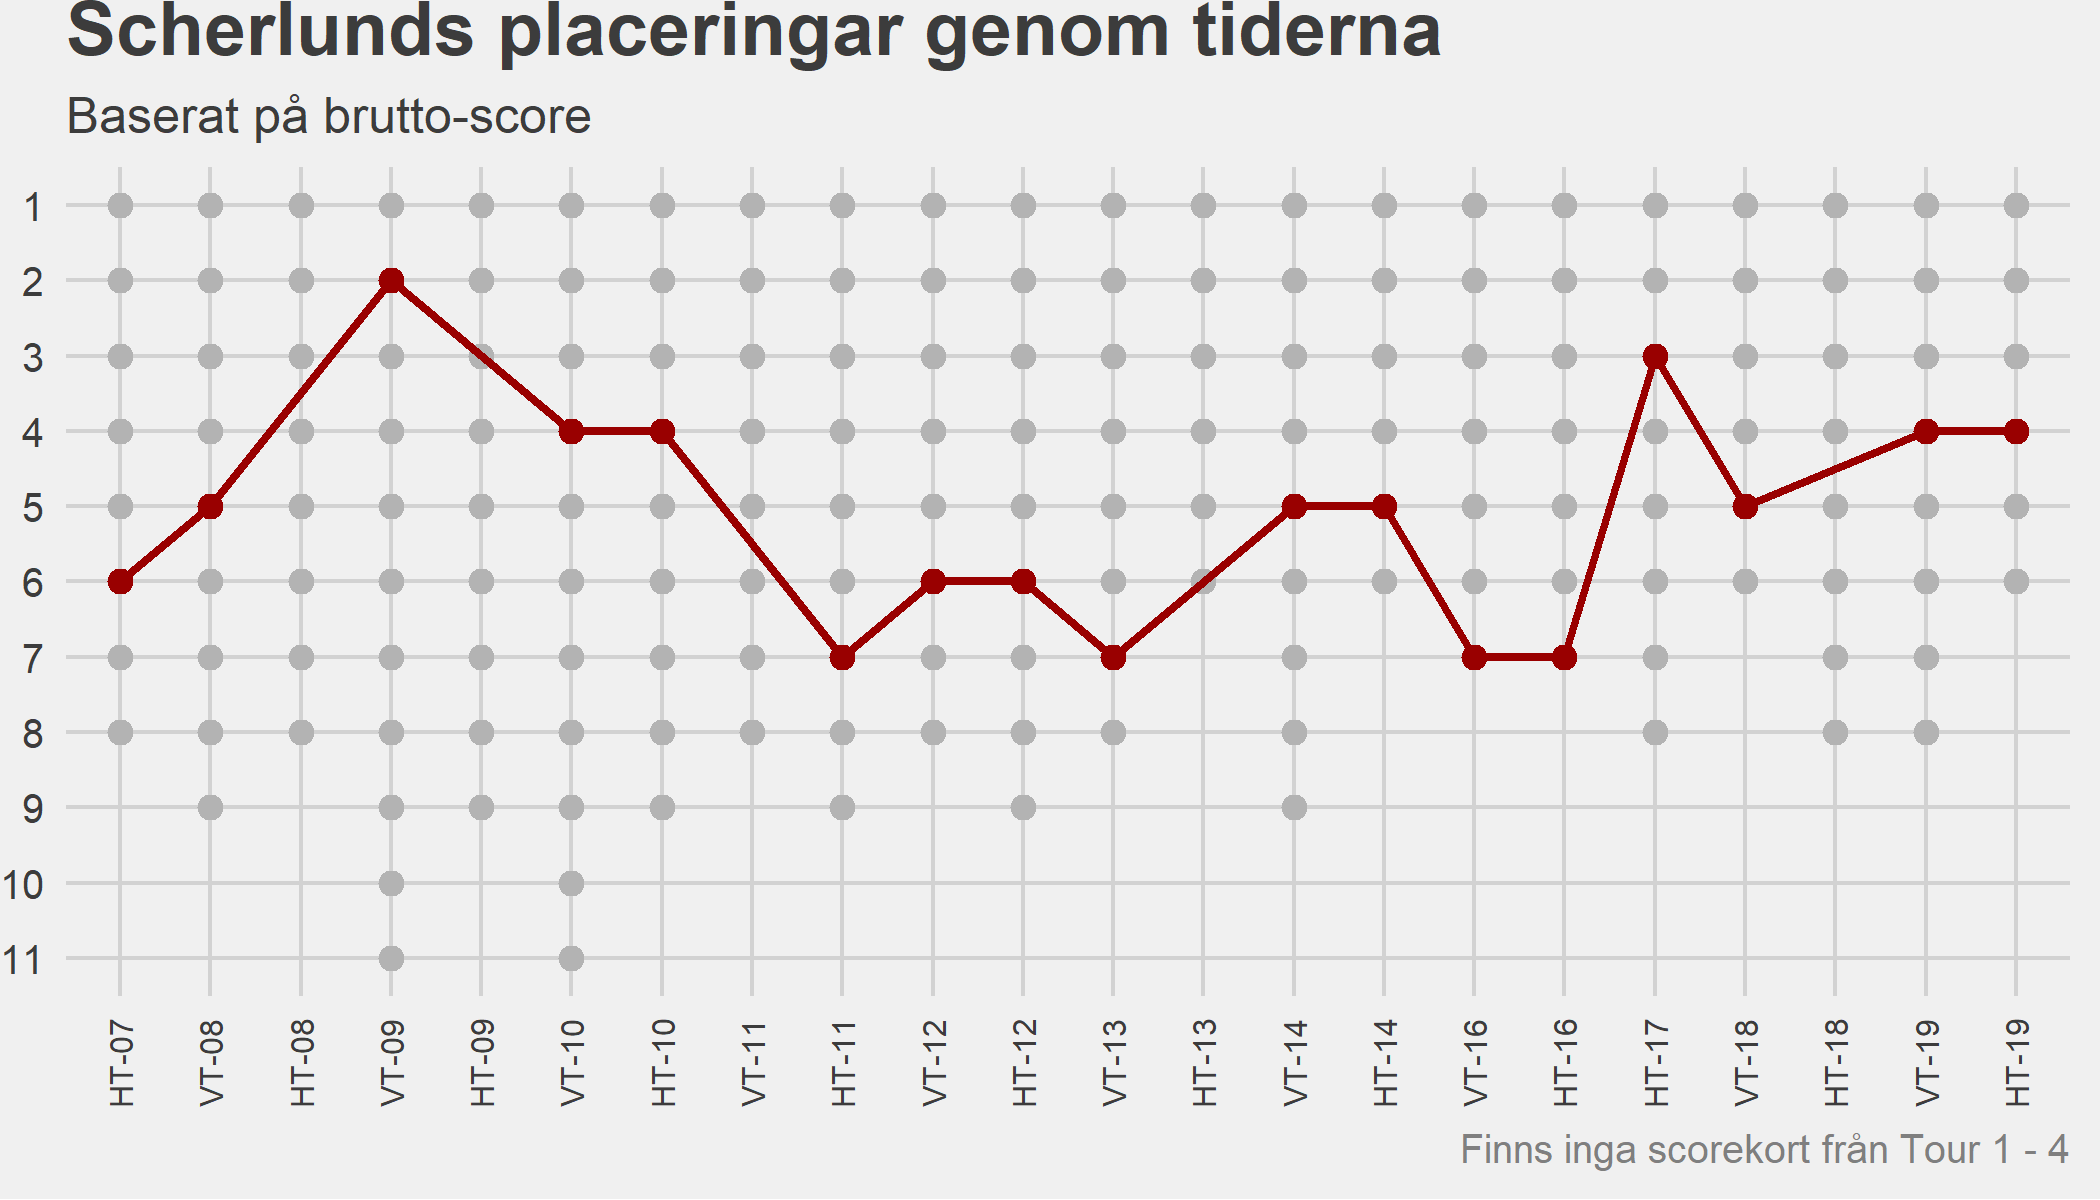 Scherlunds placeringar genom tiderna
Baserat på brutto-score
1
2
3
4
5
6
7
8
9
10
11
HT-07
VT-08
HT-08
VT-09
HT-09
VT-10
HT-10
VT-11
HT-11
VT-12
HT-12
VT-13
HT-13
VT-14
HT-14
VT-16
HT-16
HT-17
VT-18
HT-18
VT-19
HT-19
Finns inga scorekort från Tour 1 - 4